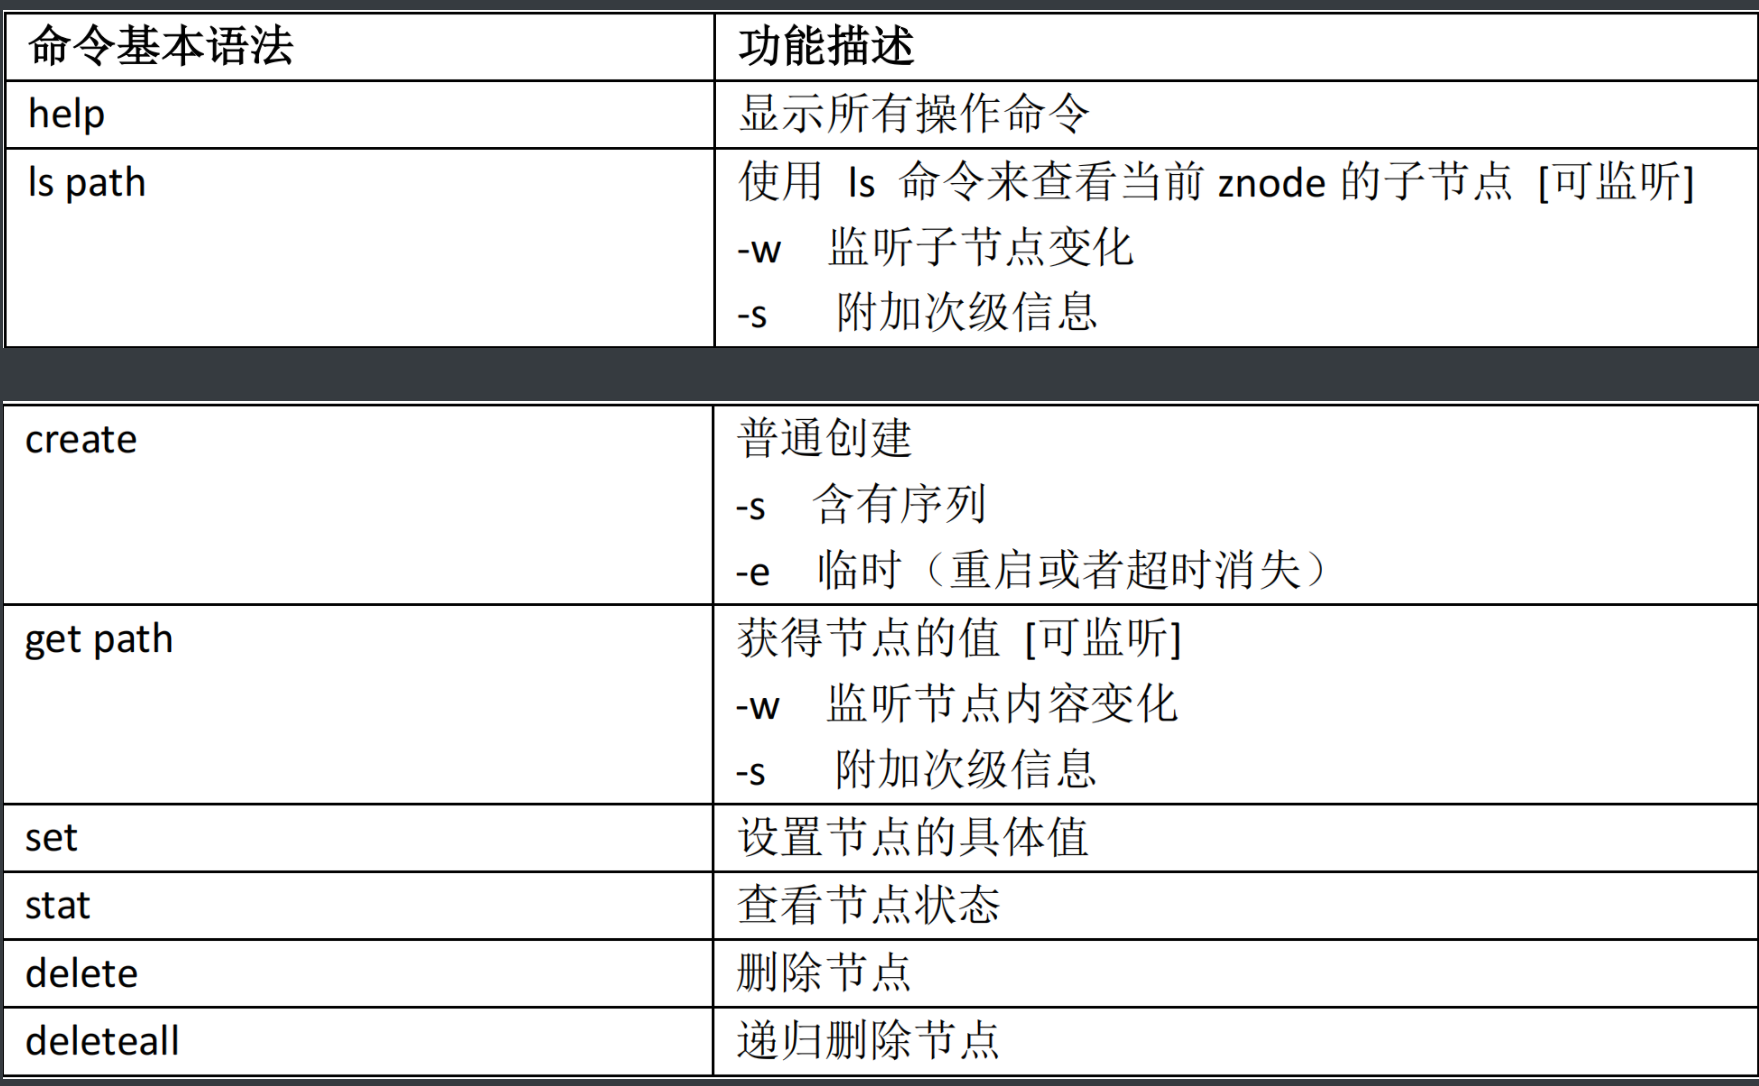 命令基本语法 功能描述
help 显示所有操作命令
ls path 使用 ls 命令来查看当前 znode 的子节点 [可监听]
-w 监听子节点变化
-s 附加次级信息
create 普通创建
-s 含有序列
-e 临时（重启或者超时消失）
get path 获得节点的值 [可监听]
-w 监听节点内容变化
-s 附加次级信息
set 设置节点的具体值
stat 查看节点状态
delete 删除节点
deleteall 递归删除节点